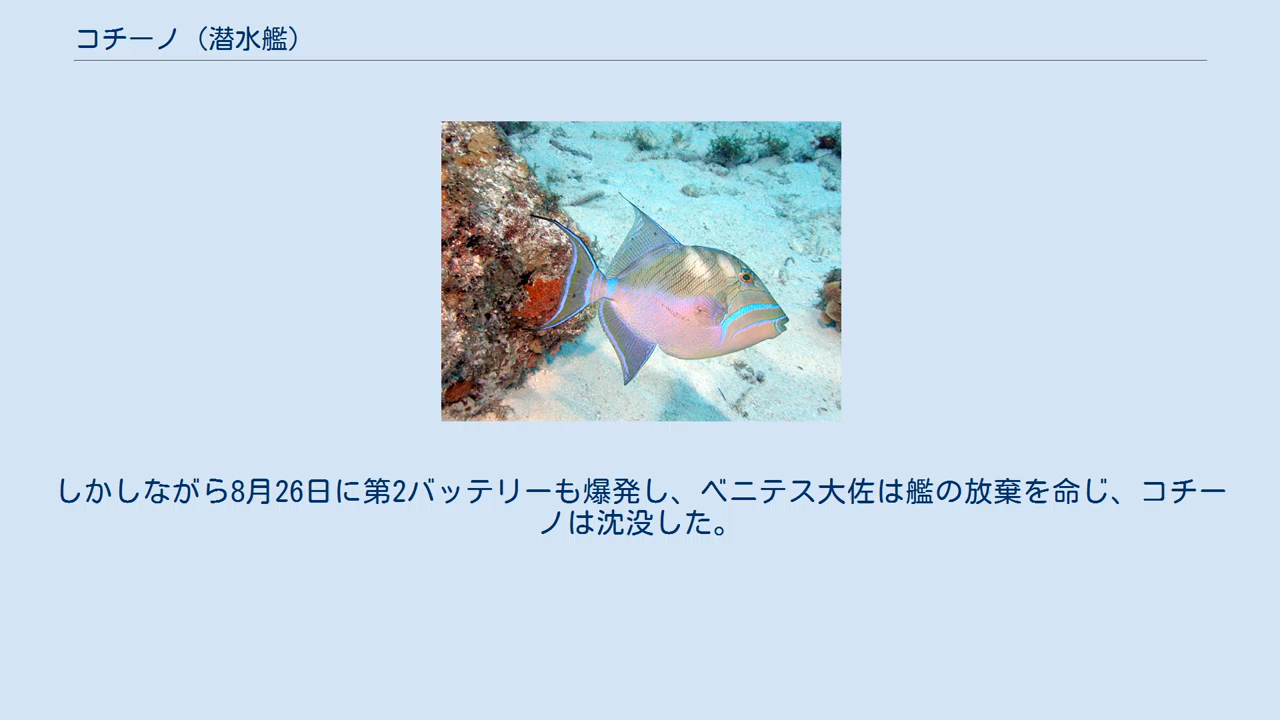 コチーノ（潜水艦）
しかしながら8月26日に第2バッテリーも爆発し、ベニテス大佐は艦の放棄を命じ、コチー
ノは沈没した。